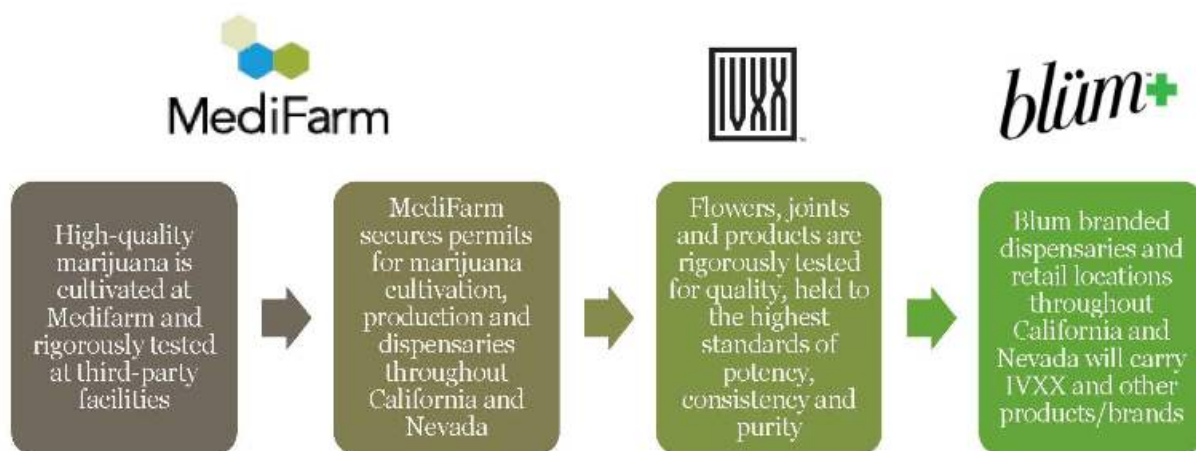 MediFarm
IVXX
™
blüm™+
High-quality
marijuana is
cultivated at
Medifarm and
rigorously tested
at third-party
facilities
MediFarm
secures permits
for marijuana
cultivation,
production and
dispensaries
throughout
California and
Nevada
Flowers, joints
and products are
rigorously tested
for quality, held to
the highest
standards of
potency,
consistency and
purity
Blum branded
dispensaries and
retail locations
throughout
California and
Nevada will carry
IVXX and other
products/brands